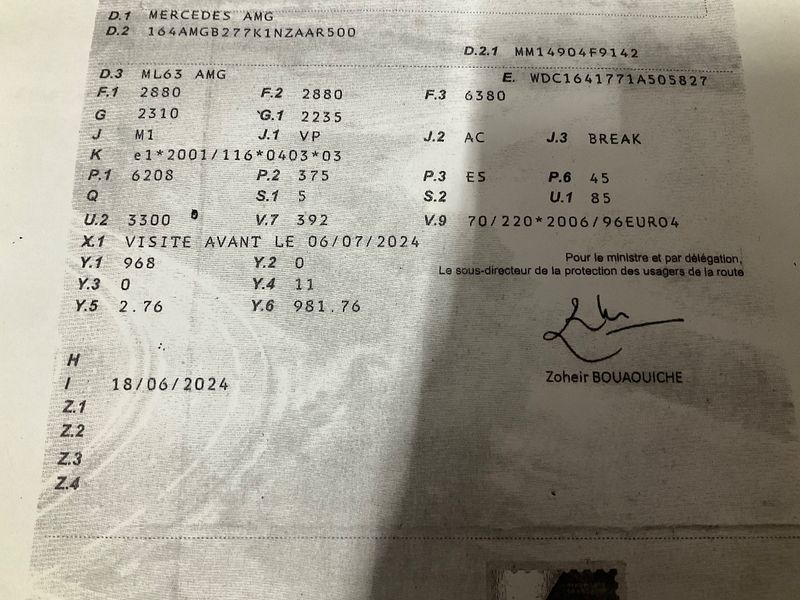 D.1 MERCEDES AMG
D.2 164AMGB277K1NZAAR500
D.2.1 MM14904F9142
D.3 ML63 AMG
E. WDC1641771A505827
F.1 2880 F.2 2880 F.3 6380
G 2310 G.1 2235
J M1 J.1 VP J.2 AC J.3 BREAK
K e1*2001/116*0403*03
P.1 6208 P.2 375 P.3 ES P.6 45
Q S.1 5 S.2 U.1 85
U.2 3300 V.7 392 V.9 70/220*2006/96EURO4
X.1 VISITE AVANT LE 06/07/2024
Y.1 968 Y.2 0
Y.3 0 Y.4 11
Y.5 2.76 Y.6 981.76
Pour le ministre et par délégation,
Le sous-directeur de la protection des usagers de la route
Zoheir BOUAOUICHE
H
I 18/06/2024
Z.1
Z.2
Z.3
Z.4